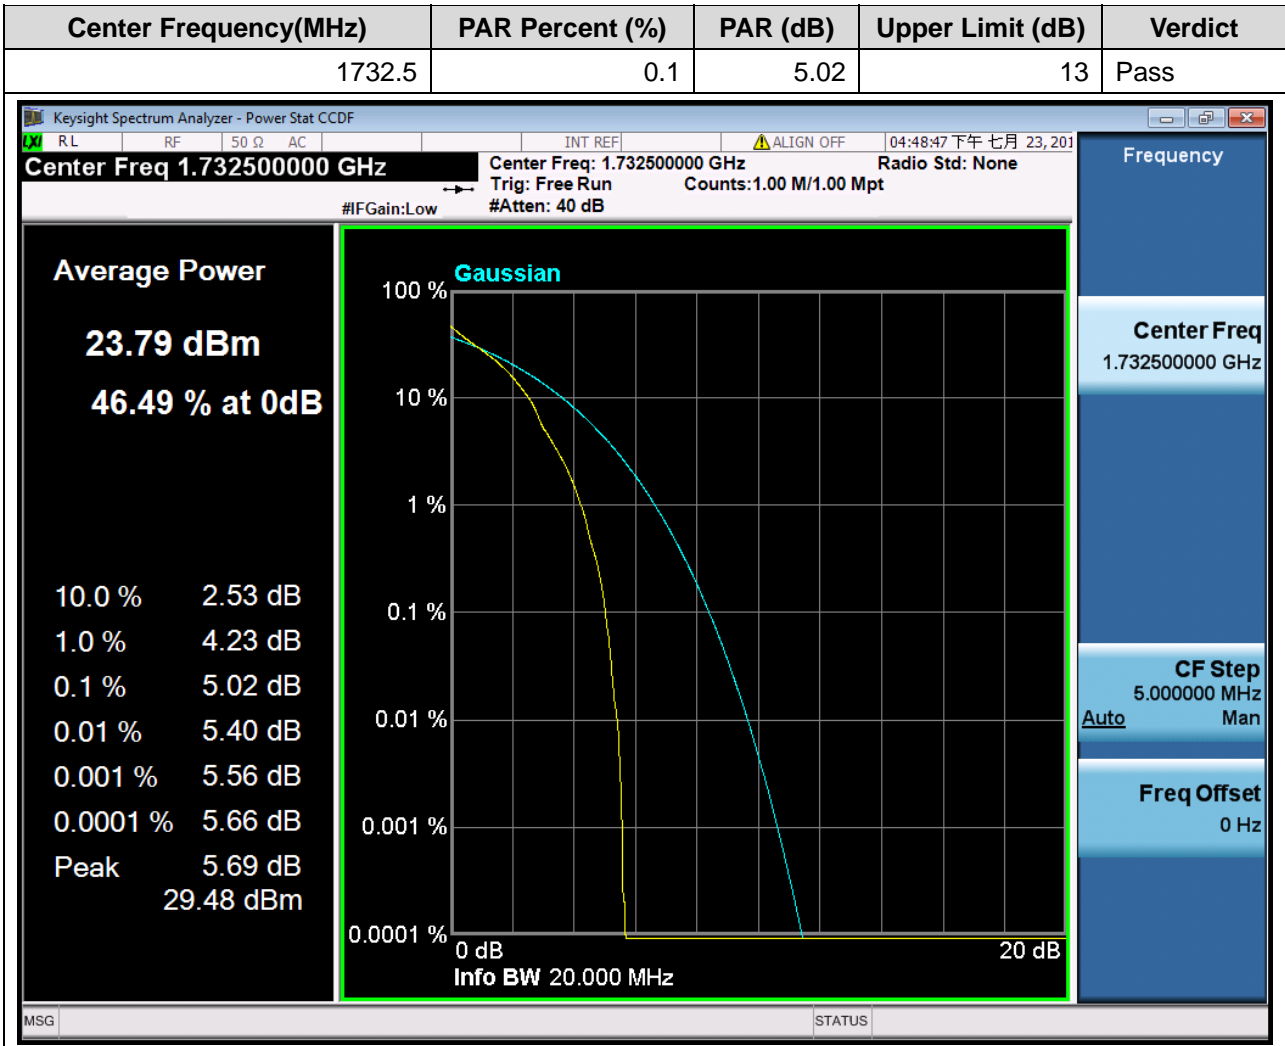 Center Frequency(MHz) PAR Percent (%) PAR (dB) Upper Limit (dB) Verdict
1732.5 0.1 5.02 13 Pass
Keysight Spectrum Analyzer - Power Stat CCDF
LXI RL RF 50 Ω AC INT REF ALIGN OFF 04:48:47 下午 七月 23, 201
Center Freq 1.732500000 GHz
Center Freq: 1.732500000 GHz Radio Std: None
Trig: Free Run Counts:1.00 M/1.00 Mpt
#IFGain:Low #Atten: 40 dB
Average Power
23.79 dBm
46.49 % at 0dB
10.0 % 2.53 dB
1.0 % 4.23 dB
0.1 % 5.02 dB
0.01 % 5.40 dB
0.001 % 5.56 dB
0.0001 % 5.66 dB
Peak 5.69 dB
29.48 dBm
Gaussian
100 %
10 %
1 %
0.1 %
0.01 %
0.001 %
0.0001 %
0 dB 20 dB
Info BW 20.000 MHz
Frequency
Center Freq
1.732500000 GHz
CF Step
5.000000 MHz
Auto Man
Freq Offset
0 Hz
MSG STATUS